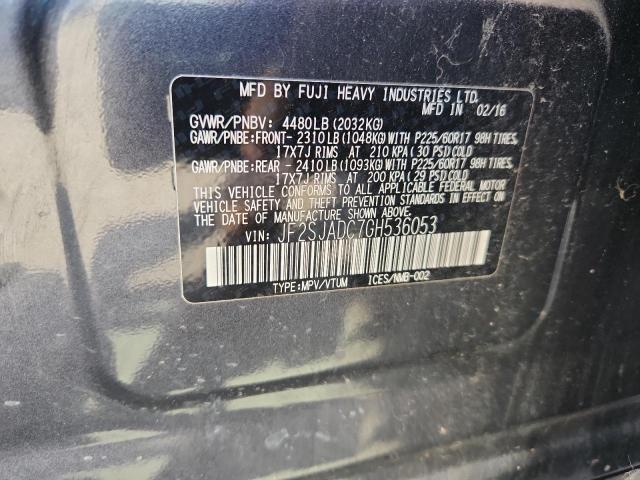 MFD BY FUJI HEAVY INDUSTRIES LTD.
MFD IN 02/16
GVWR/PNBV: 4480LB (2032KG)
GAWR/PNBE:FRONT- 2310LB (1048KG) WITH P225/60R17 98H TIRES,
17X7J RIMS AT 210 KPA( 30 PSI)COLD
GAWR/PNBE:REAR - 2410LB (1093KG) WITH P225/60R17 98H TIRES,
17X7J RIMS AT 200 KPA( 29 PSI)COLD
THIS VEHICLE CONFORMS TO ALL APPLICABLE FEDERAL MOTOR
VEHICLE SAFETY,BUMPER, AND THEFT PREVENTION STANDARDS IN EFFECT
ON THE DATE OF MANUFACTURE SHOWN ABOVE.
VIN: JF2SJADC7GH536053
TYPE:MPV/VTUM ICES/NMB-002